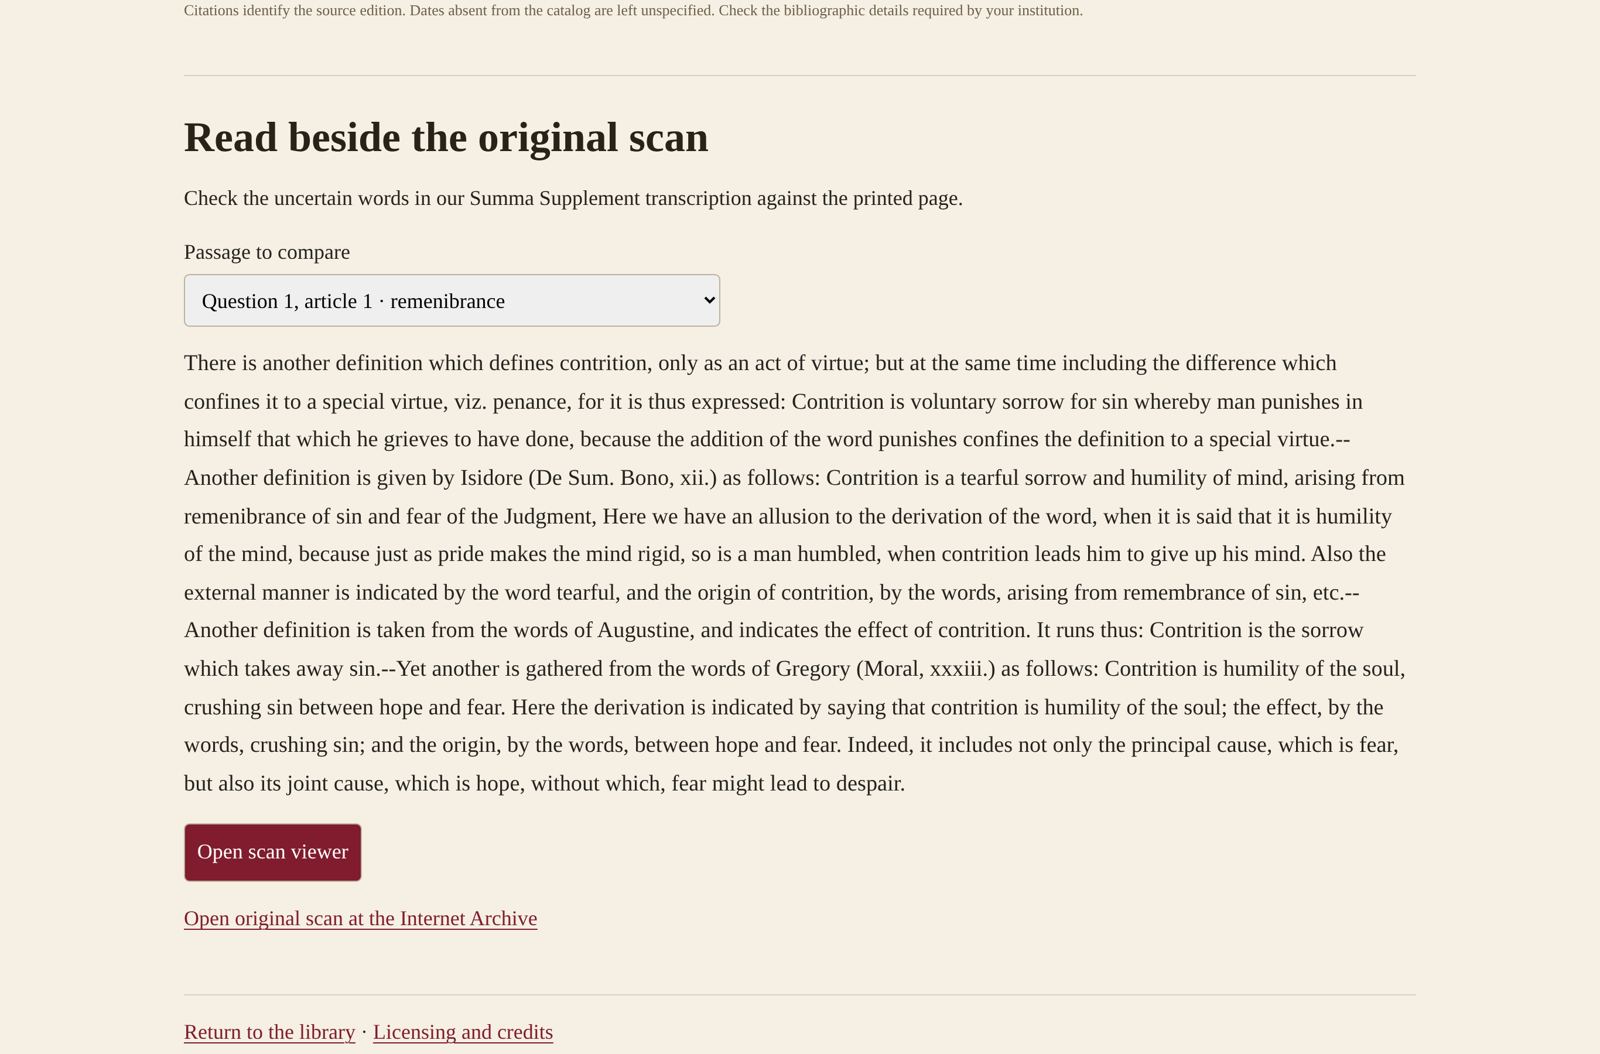 Citations identify the source edition. Dates absent from the catalog are left unspecified. Check the bibliographic details required by your institution.
Read beside the original scan
Check the uncertain words in our Summa Supplement transcription against the printed page.
Passage to compare
Question 1, article 1 · remenibrance
There is another definition which defines contrition, only as an act of virtue; but at the same time including the difference which
confines it to a special virtue, viz. penance, for it is thus expressed: Contrition is voluntary sorrow for sin whereby man punishes in
himself that which he grieves to have done, because the addition of the word punishes confines the definition to a special virtue.--
Another definition is given by Isidore (De Sum. Bono, xii.) as follows: Contrition is a tearful sorrow and humility of mind, arising from
remenibrance of sin and fear of the Judgment, Here we have an allusion to the derivation of the word, when it is said that it is humility
of the mind, because just as pride makes the mind rigid, so is a man humbled, when contrition leads him to give up his mind. Also the
external manner is indicated by the word tearful, and the origin of contrition, by the words, arising from remembrance of sin, etc.--
Another definition is taken from the words of Augustine, and indicates the effect of contrition. It runs thus: Contrition is the sorrow
which takes away sin.--Yet another is gathered from the words of Gregory (Moral, xxxiii.) as follows: Contrition is humility of the soul,
crushing sin between hope and fear. Here the derivation is indicated by saying that contrition is humility of the soul; the effect, by the
words, crushing sin; and the origin, by the words, between hope and fear. Indeed, it includes not only the principal cause, which is fear,
but also its joint cause, which is hope, without which, fear might lead to despair.
Open scan viewer
Open original scan at the Internet Archive
Return to the library · Licensing and credits